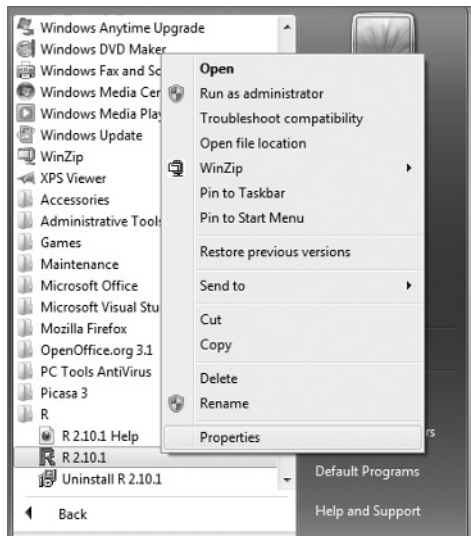 Windows Anytime Upgrade
Windows DVD Maker
Windows Fax and Sc
Windows Media Cer
Windows Media Play
Windows Update
WinZip
XPS Viewer
Accessories
Administrative Tools
Games
Maintenance
Microsoft Office
Microsoft Visual Stu
Mozilla Firefox
OpenOffice.org 3.1
PC Tools AntiVirus
Picasa 3
R
R 2.10.1 Help
R 2.10.1
Uninstall R 2.10.1
Back
Open
Run as administrator
Troubleshoot compatibility
Open file location
WinZip
Pin to Taskbar
Pin to Start Menu
Restore previous versions
Send to
Cut
Copy
Delete
Rename
Properties
rs
Default Programs
Help and Support